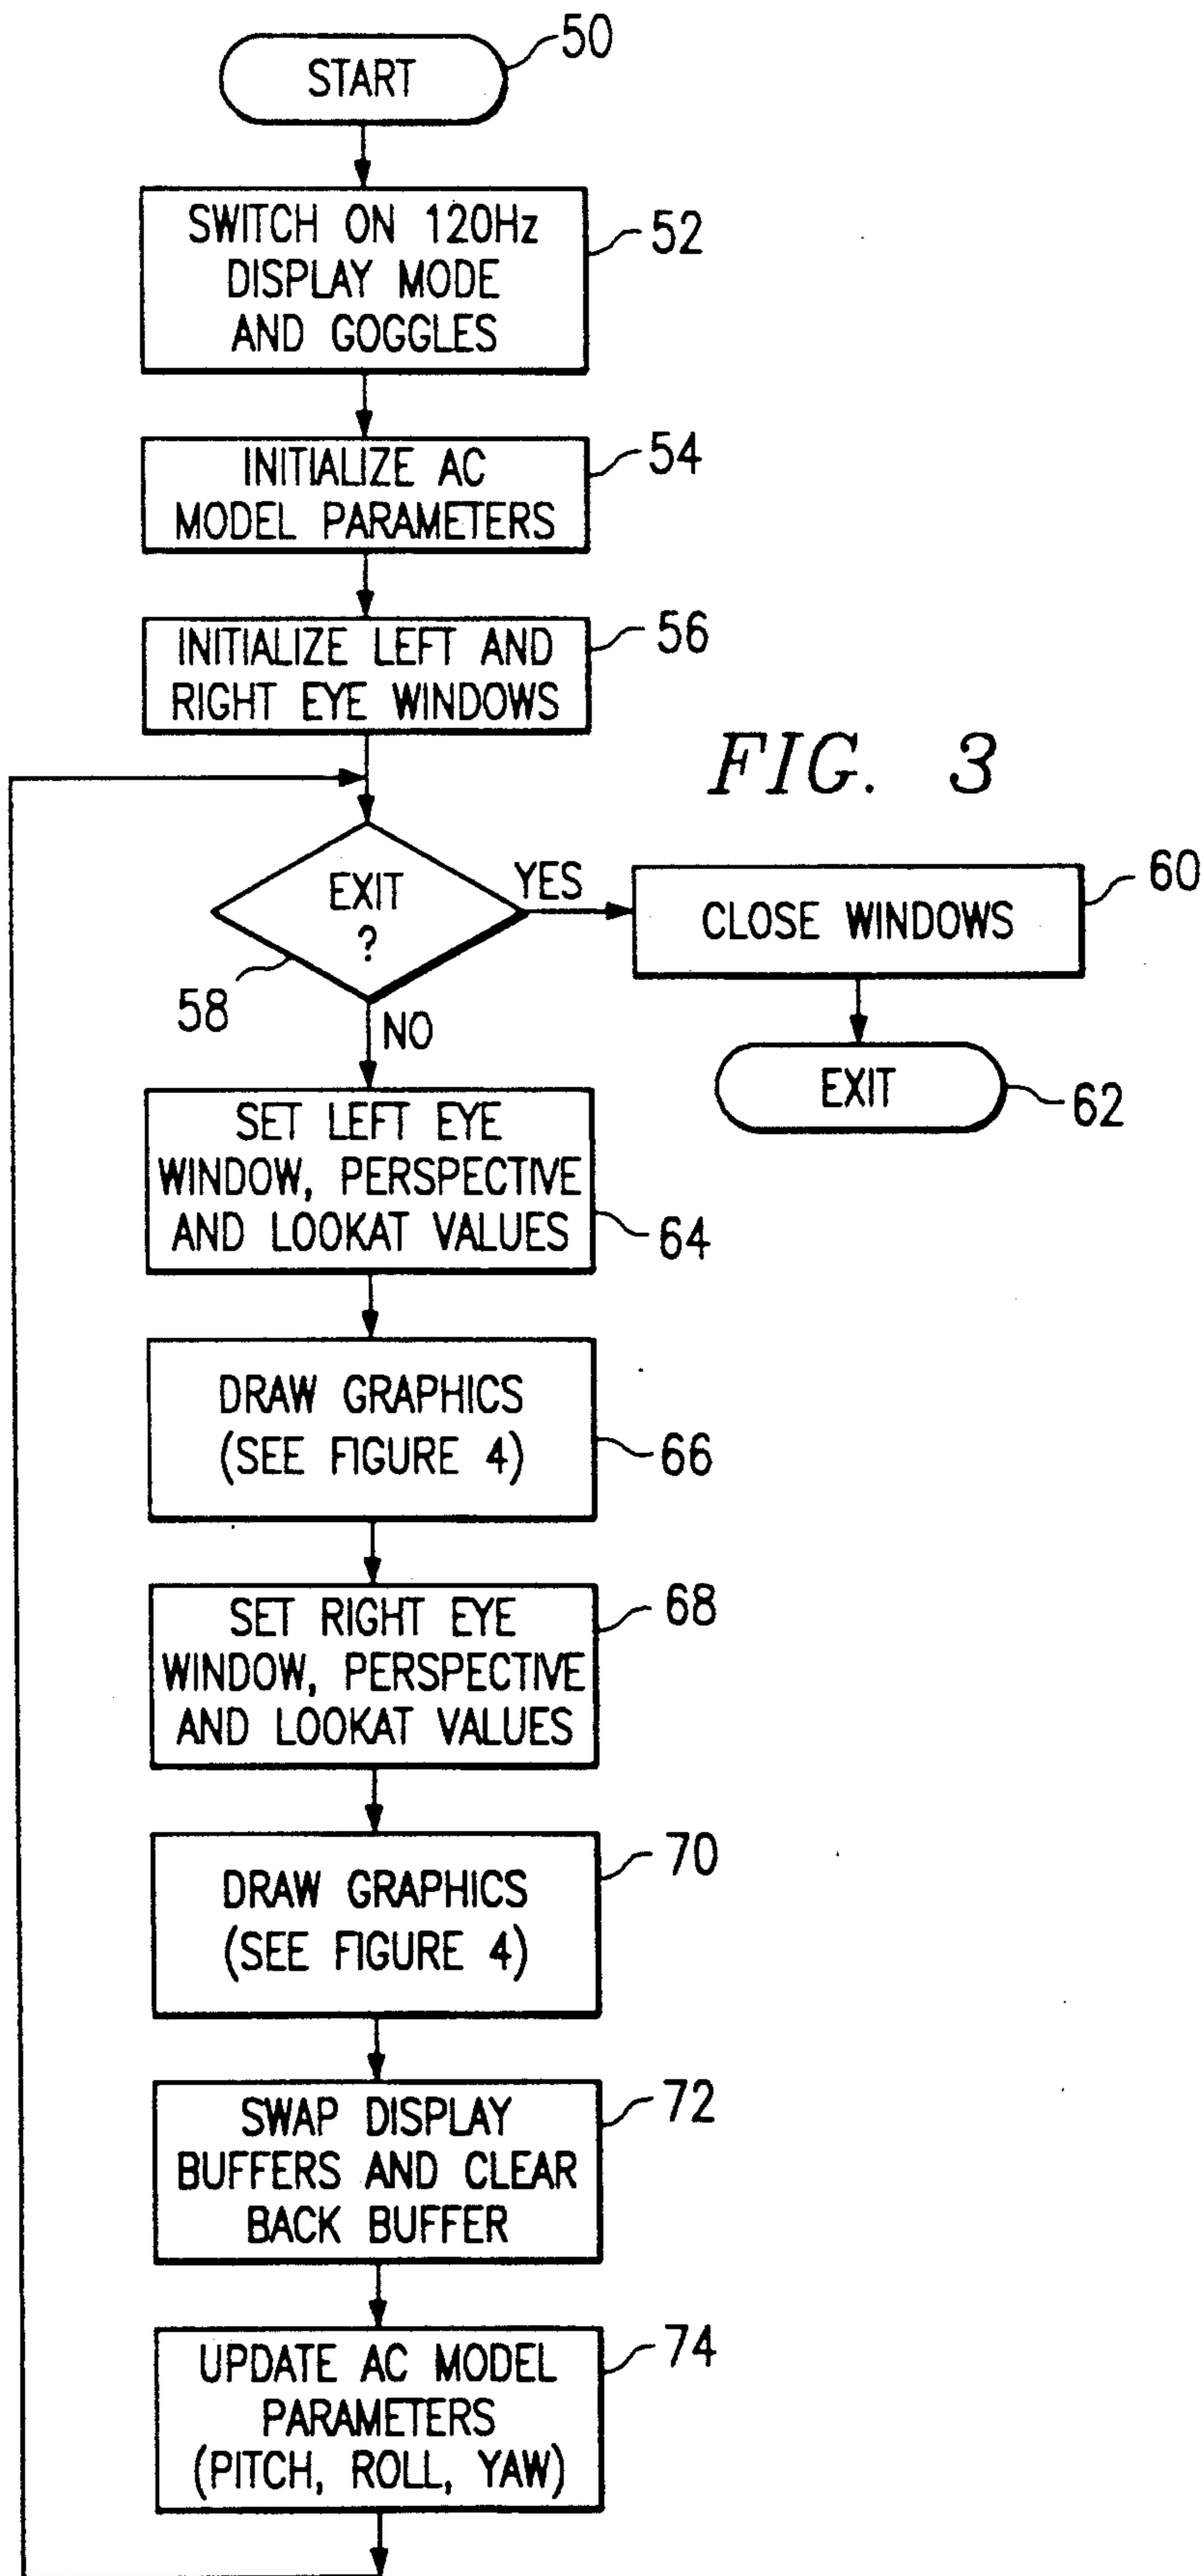 START
50
SWITCH ON 120Hz
DISPLAY MODE
AND GOGGLES
52
INITIALIZE AC
MODEL PARAMETERS
54
INITIALIZE LEFT AND
RIGHT EYE WINDOWS
56
FIG. 3
EXIT
?
58
YES
NO
CLOSE WINDOWS
60
EXIT
62
SET LEFT EYE
WINDOW, PERSPECTIVE
AND LOOKAT VALUES
64
DRAW GRAPHICS
(SEE FIGURE 4)
66
SET RIGHT EYE
WINDOW, PERSPECTIVE
AND LOOKAT VALUES
68
DRAW GRAPHICS
(SEE FIGURE 4)
70
SWAP DISPLAY
BUFFERS AND CLEAR
BACK BUFFER
72
UPDATE AC MODEL
PARAMETERS
(PITCH, ROLL, YAW)
74